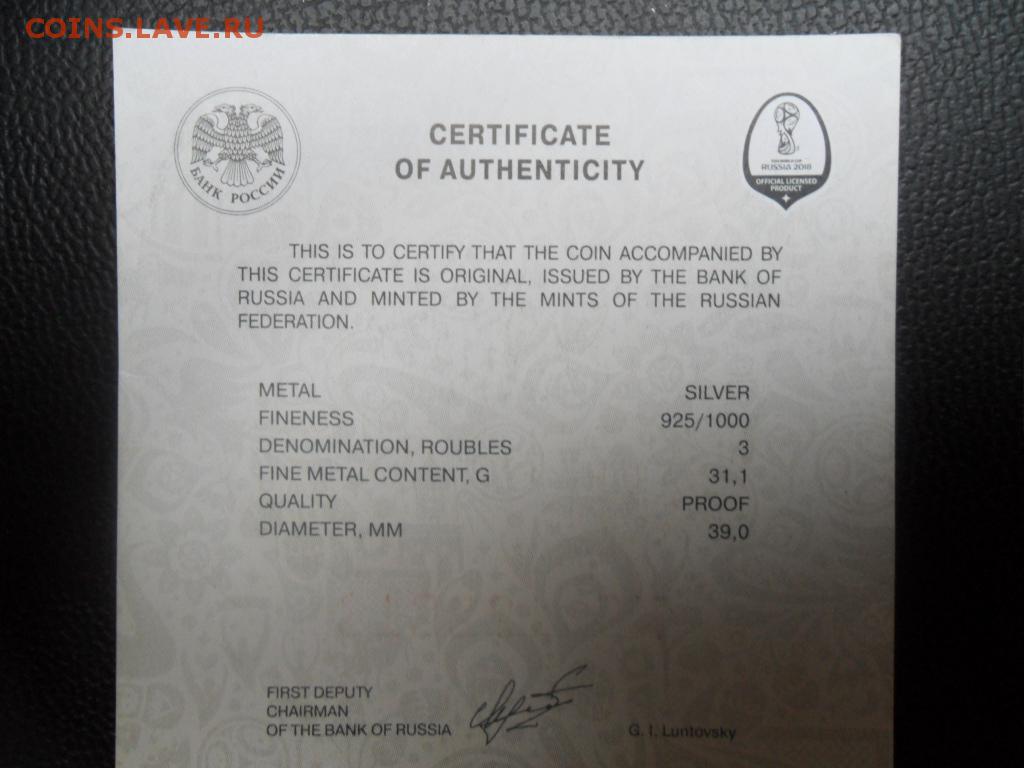 COINS.LAVE.RU
БАНК РОССИИ
CERTIFICATE
OF AUTHENTICITY
FIFA WORLD CUP
RUSSIA 2018
OFFICIAL LICENSED
PRODUCT
THIS IS TO CERTIFY THAT THE COIN ACCOMPANIED BY
THIS CERTIFICATE IS ORIGINAL, ISSUED BY THE BANK OF
RUSSIA AND MINTED BY THE MINTS OF THE RUSSIAN
FEDERATION.
METAL SILVER
FINENESS 925/1000
DENOMINATION, ROUBLES 3
FINE METAL CONTENT, G 31,1
QUALITY PROOF
DIAMETER, MM 39,0
FIRST DEPUTY
CHAIRMAN
OF THE BANK OF RUSSIA G. I. Luntovsky